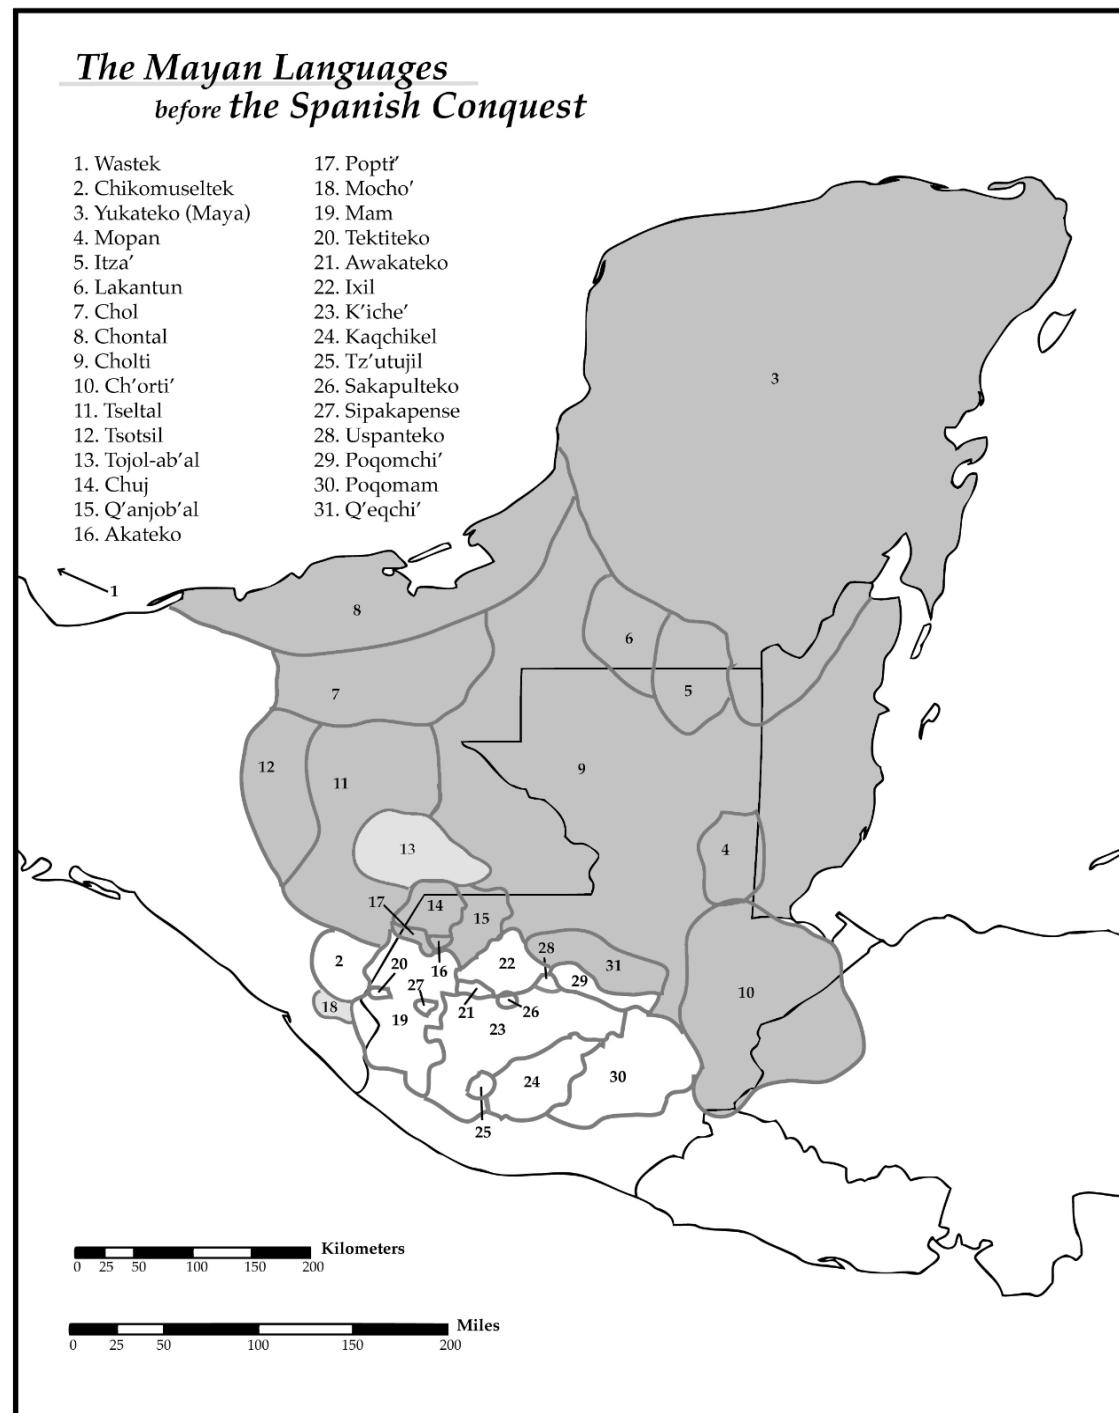 The Mayan Languages
before the Spanish Conquest
1. Wastek
2. Chikomuseltek
3. Yukateko (Maya)
4. Mopan
5. Itza'
6. Lakantun
7. Chol
8. Chontal
9. Cholti
10. Ch'orti'
11. Tseltal
12. Tsotsil
13. Tojol-ab'al
14. Chuj
15. Q'anjob'al
16. Akateko
17. Popti'
18. Mocho'
19. Mam
20. Tektiteko
21. Awakateko
22. Ixil
23. K'iche'
24. Kaqchikel
25. Tz'utujil
26. Sakapulteko
27. Sipakapense
28. Uspanteko
29. Poqomchi'
30. Poqomam
31. Q'eqchi'
3
1
8
6
7
5
12
11
9
13
4
17
14
15
28
2
20
16
22
31
29
27
10
18
19
21
26
23
24
30
25
Kilometers
0 25 50 100 150 200
Miles
0 25 50 100 150 200